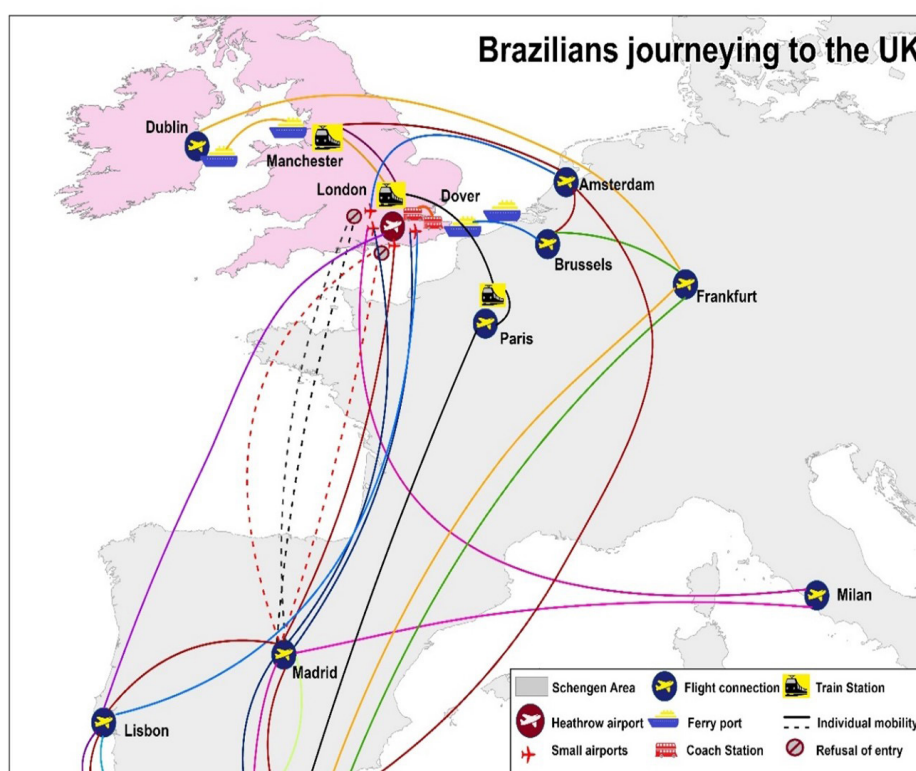 Brazilians journeying to the UK
Dublin
Manchester
London
Dover
Amsterdam
Brussels
Frankfurt
Paris
Milan
Madrid
Lisbon
Schengen Area
Flight connection
Train Station
Heathrow airport
Ferry port
Individual mobility
Small airports
Coach Station
Refusal of entry